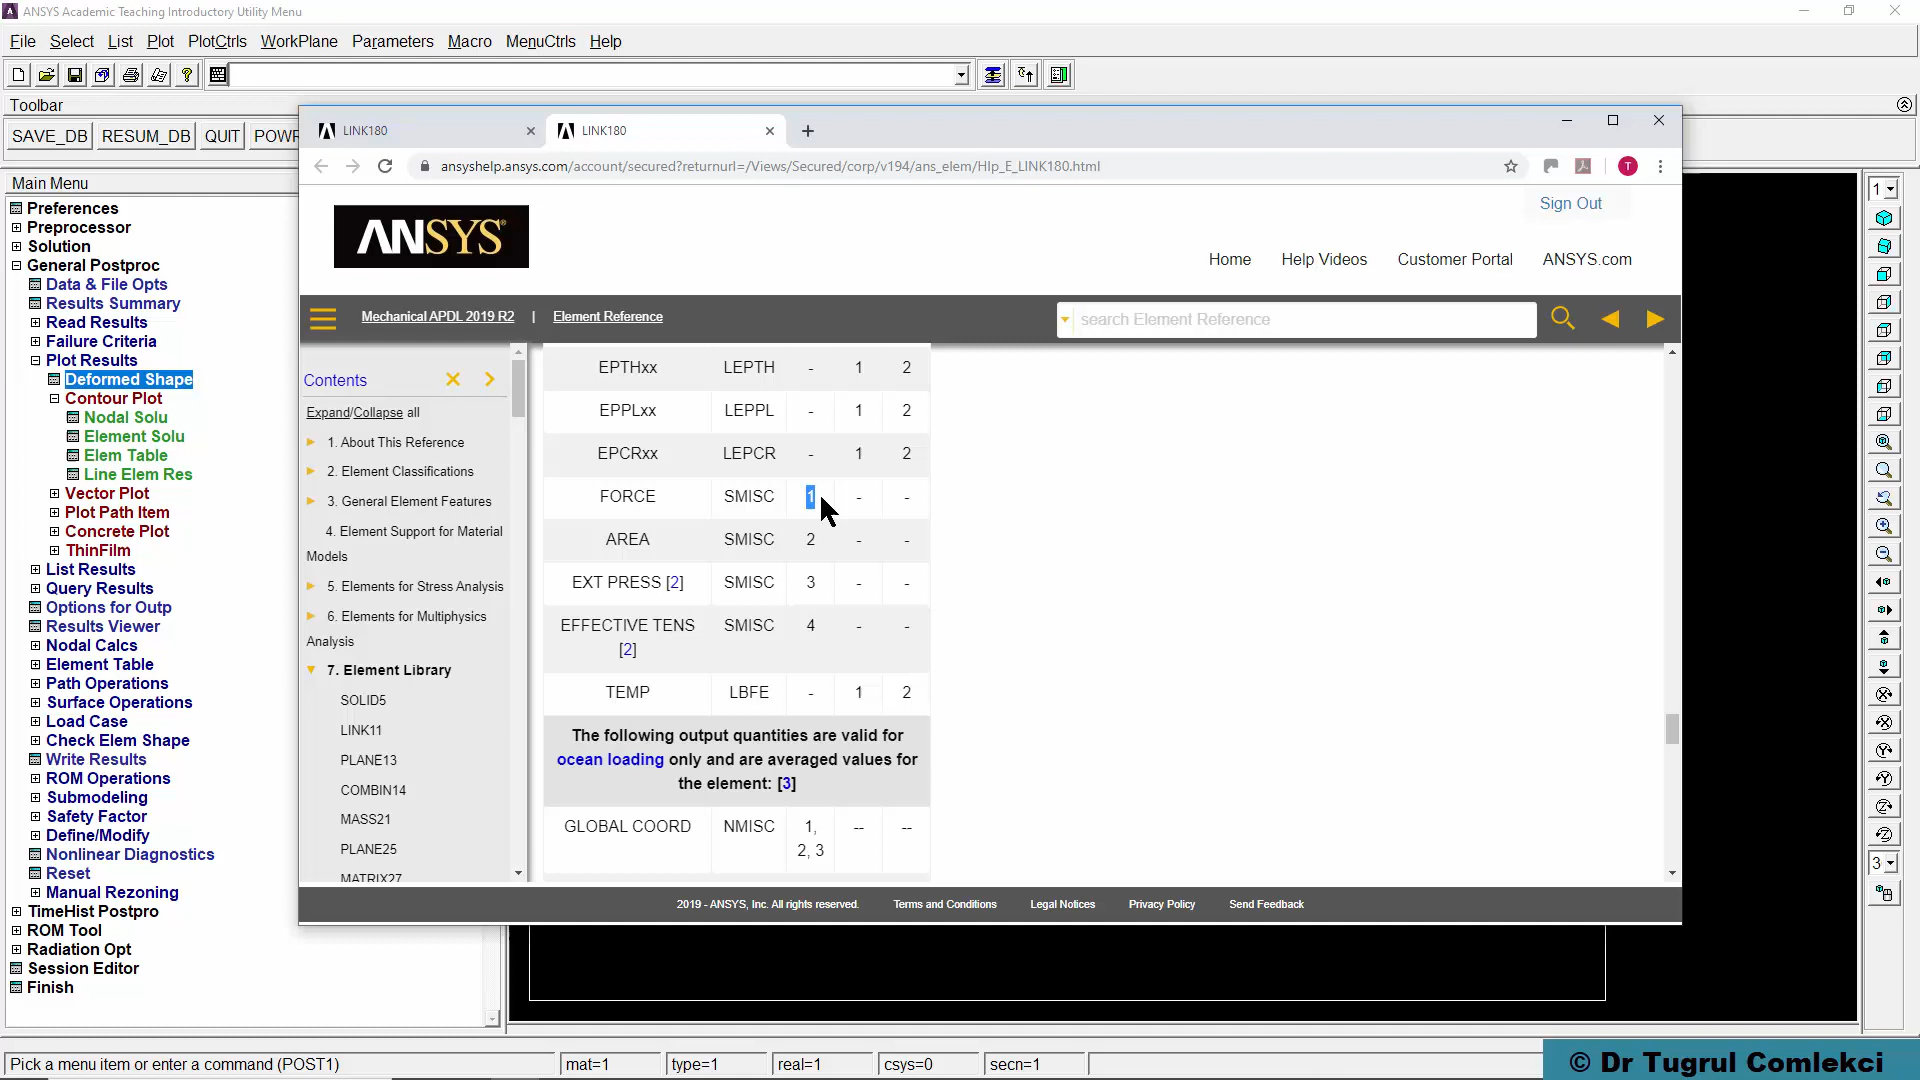 ANSYS Academic Teaching Introductory Utility Menu
File Select List Plot PlotCtrls WorkPlane Parameters Macro MenuCtrls Help
Toolbar
SAVE_DB RESUM_DB QUIT POWR
Main Menu
Preferences
Preprocessor
Solution
General Postproc
Data & File Opts
Results Summary
Read Results
Failure Criteria
Plot Results
Deformed Shape
Contour Plot
Nodal Solu
Element Solu
Elem Table
Line Elem Res
Vector Plot
Plot Path Item
Concrete Plot
ThinFilm
List Results
Query Results
Options for Outp
Results Viewer
Nodal Calcs
Element Table
Path Operations
Surface Operations
Load Case
Check Elem Shape
Write Results
ROM Operations
Submodeling
Safety Factor
Define/Modify
Nonlinear Diagnostics
Reset
Manual Rezoning
TimeHist Postpro
ROM Tool
Radiation Opt
Session Editor
Finish
LINK180 LINK180
ansyshelp.ansys.com/account/secured?returnurl=/Views/Secured/corp/v194/ans_elem/Hlp_E_LINK180.html
T
Sign Out
ANSYS®
Home Help Videos Customer Portal ANSYS.com
Mechanical APDL 2019 R2 | Element Reference
search Element Reference
Contents
Expand/Collapse all
1. About This Reference
2. Element Classifications
3. General Element Features
4. Element Support for Material
Models
5. Elements for Stress Analysis
6. Elements for Multiphysics
Analysis
7. Element Library
SOLID5
LINK11
PLANE13
COMBIN14
MASS21
PLANE25
MATRIX27
EPTHxx LEPTH - 1 2
EPPLxx LEPPL - 1 2
EPCRxx LEPCR - 1 2
FORCE SMISC 1 - -
AREA SMISC 2 - -
EXT PRESS [2] SMISC 3 - -
EFFECTIVE TENS SMISC 4 - -
[2]
TEMP LBFE - 1 2
The following output quantities are valid for
ocean loading only and are averaged values for
the element: [3]
GLOBAL COORD NMISC 1, -- --
2, 3
2019 - ANSYS, Inc. All rights reserved. Terms and Conditions Legal Notices Privacy Policy Send Feedback
1
3
Pick a menu item or enter a command (POST1) mat=1 type=1 real=1 csys=0 secn=1
© Dr Tugrul Comlekci